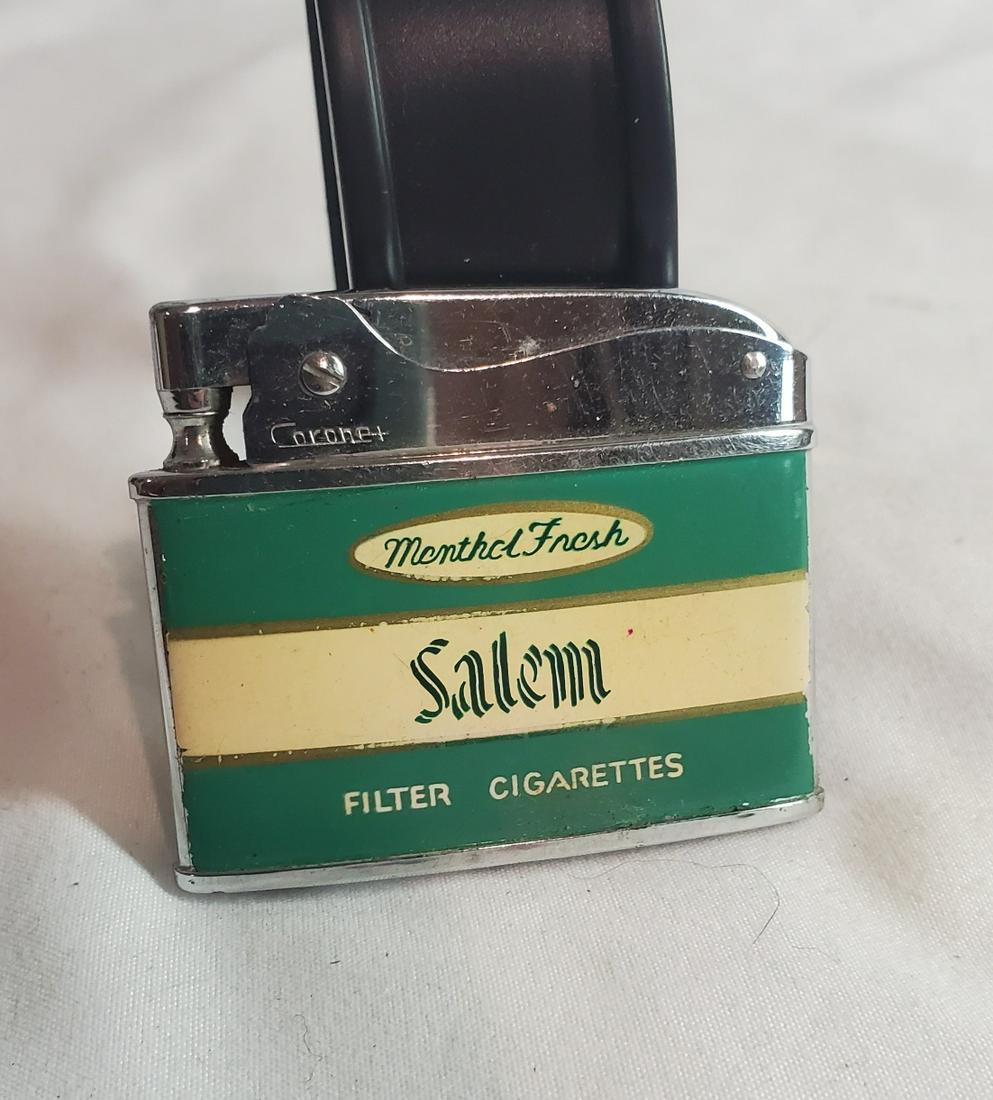 Coronet
Menthol Fresh
Salem
FILTER CIGARETTES